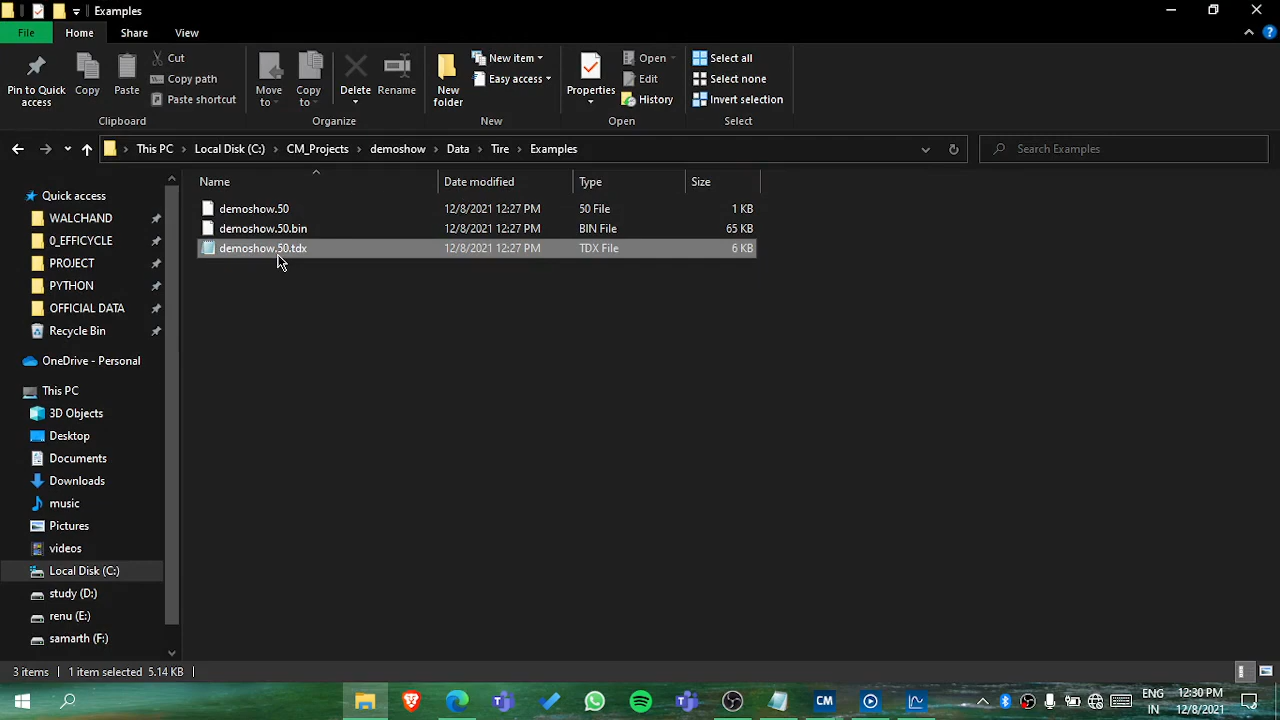 Examples
File Home Share View
Pin to Quick access
Copy
Paste
Cut
Copy path
Paste shortcut
Clipboard
Move to
Copy to
Delete
Rename
Organize
New folder
New item
Easy access
New
Properties
Open
Edit
History
Open
Select all
Select none
Invert selection
Select
This PC Local Disk (C:) CM_Projects demoshow Data Tire Examples
Search Examples
Name Date modified Type Size
demoshow.50 12/8/2021 12:27 PM 50 File 1 KB
demoshow.50.bin 12/8/2021 12:27 PM BIN File 65 KB
demoshow.50.tdx 12/8/2021 12:27 PM TDX File 6 KB
Quick access
WALCHAND
0_EFFICYCLE
PROJECT
PYTHON
OFFICIAL DATA
Recycle Bin
OneDrive - Personal
This PC
3D Objects
Desktop
Documents
Downloads
music
Pictures
videos
Local Disk (C:)
study (D:)
renu (E:)
samarth (F:)
3 items 1 item selected 5.14 KB
CM
ENG
IN
12:30 PM
12/8/2021